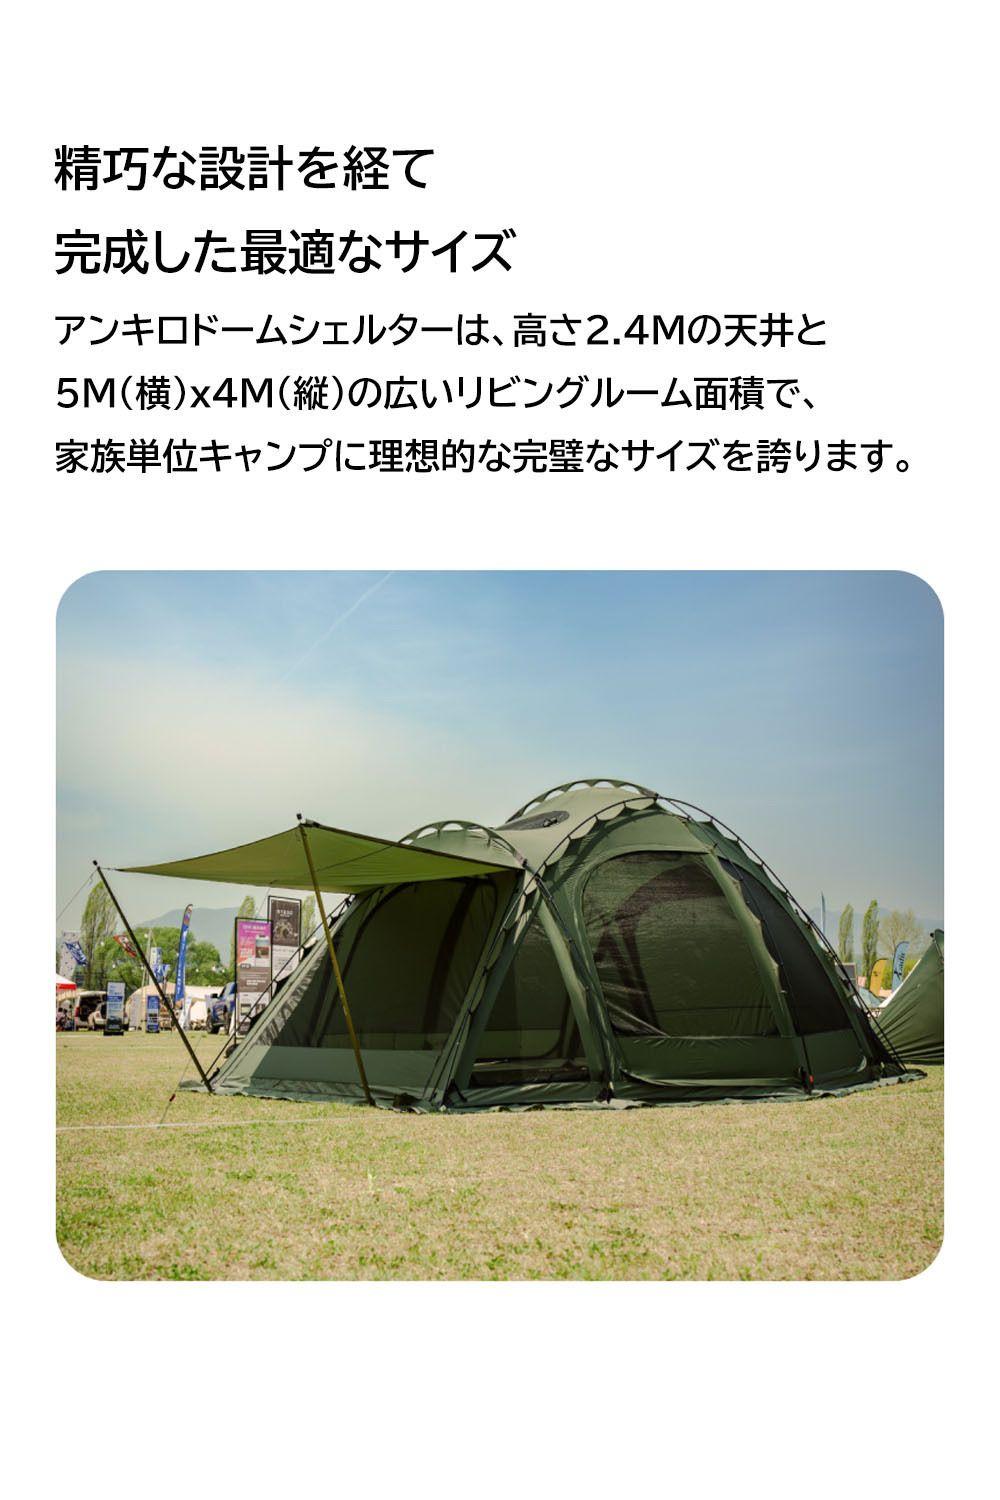 精巧な設計を経て
完成した最適なサイズ
アンキロドームシェルターは、高さ2.4Mの天井と
5M(横)x4M(縦)の広いリビングルーム面積で、
家族単位キャンプに理想的な完璧なサイズを誇ります。